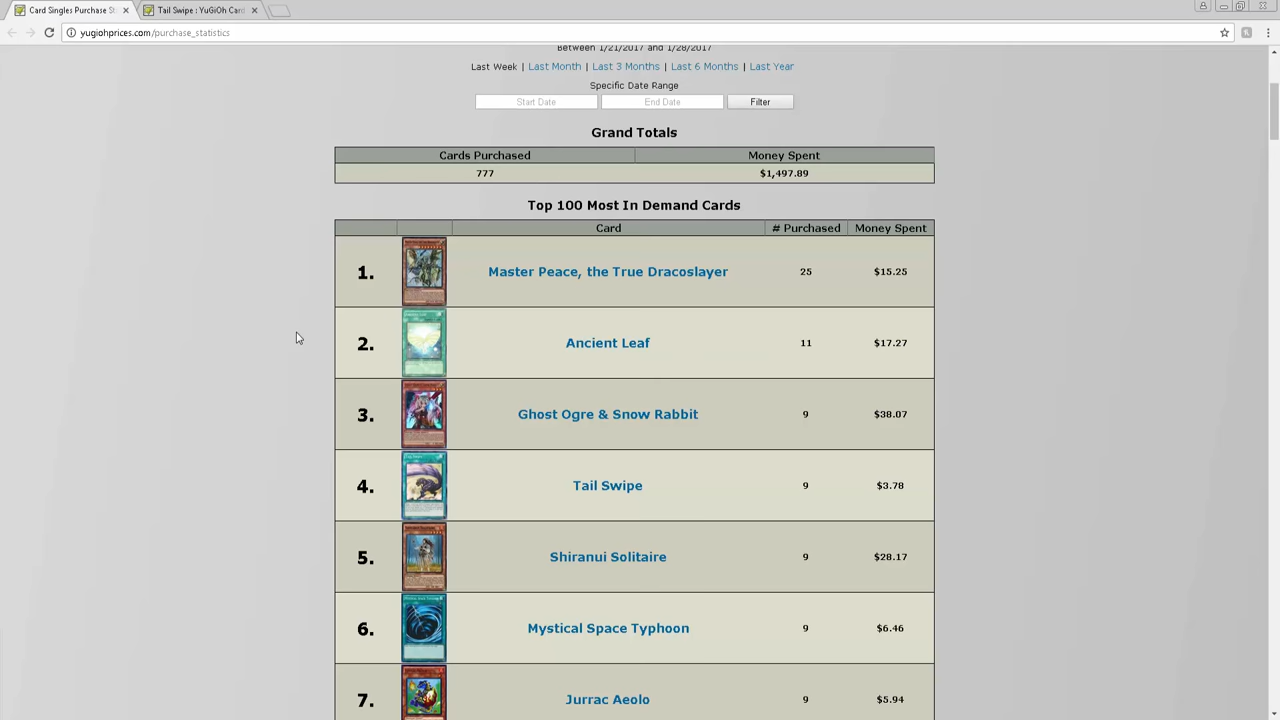 Card Singles Purchase St
Tail Swipe : YuGiOh Card
yugiohprices.com/purchase_statistics
Between 1/21/2017 and 1/28/2017
Last Week | Last Month | Last 3 Months | Last 6 Months | Last Year
Specific Date Range
Start Date End Date Filter
Grand Totals
Cards Purchased Money Spent
777 $1,497.89
Top 100 Most In Demand Cards
Card # Purchased Money Spent
1. Master Peace, the True Dracoslayer 25 $15.25
2. Ancient Leaf 11 $17.27
3. Ghost Ogre & Snow Rabbit 9 $38.07
4. Tail Swipe 9 $3.78
5. Shiranui Solitaire 9 $28.17
6. Mystical Space Typhoon 9 $6.46
7. Jurrac Aeolo 9 $5.94